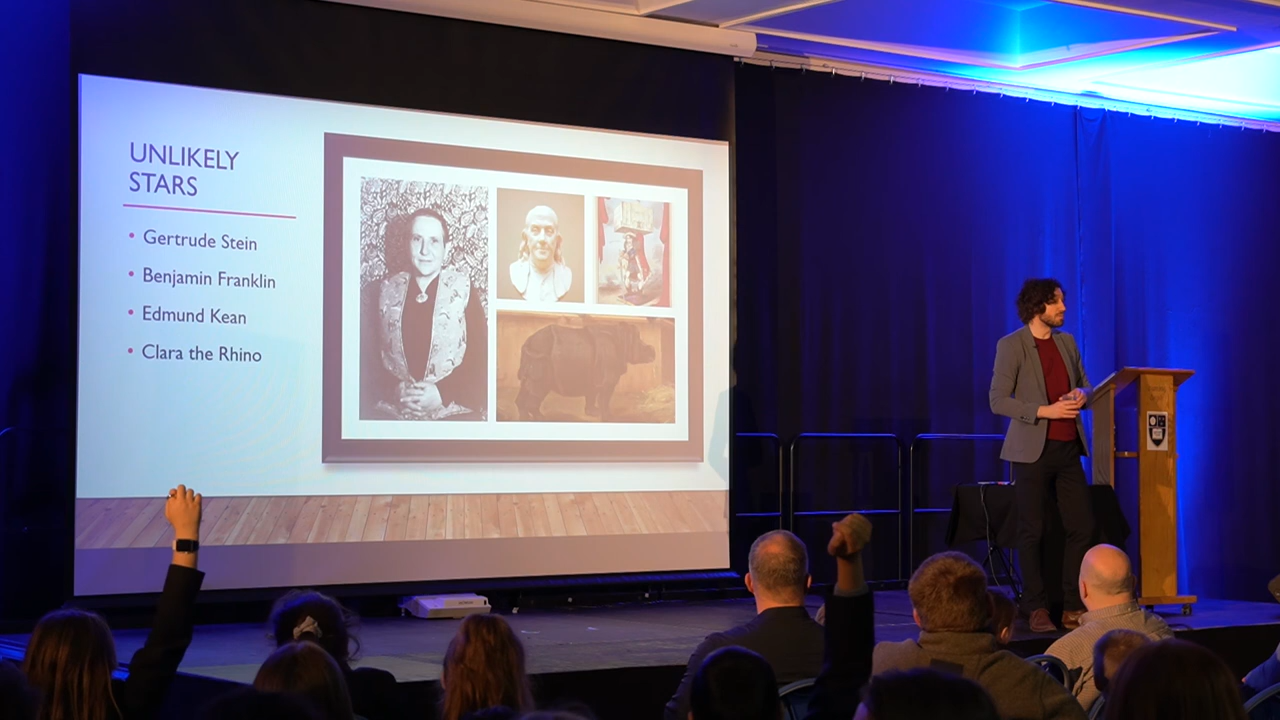 UNLIKELY
STARS
• Gertrude Stein
• Benjamin Franklin
• Edmund Kean
• Clara the Rhino